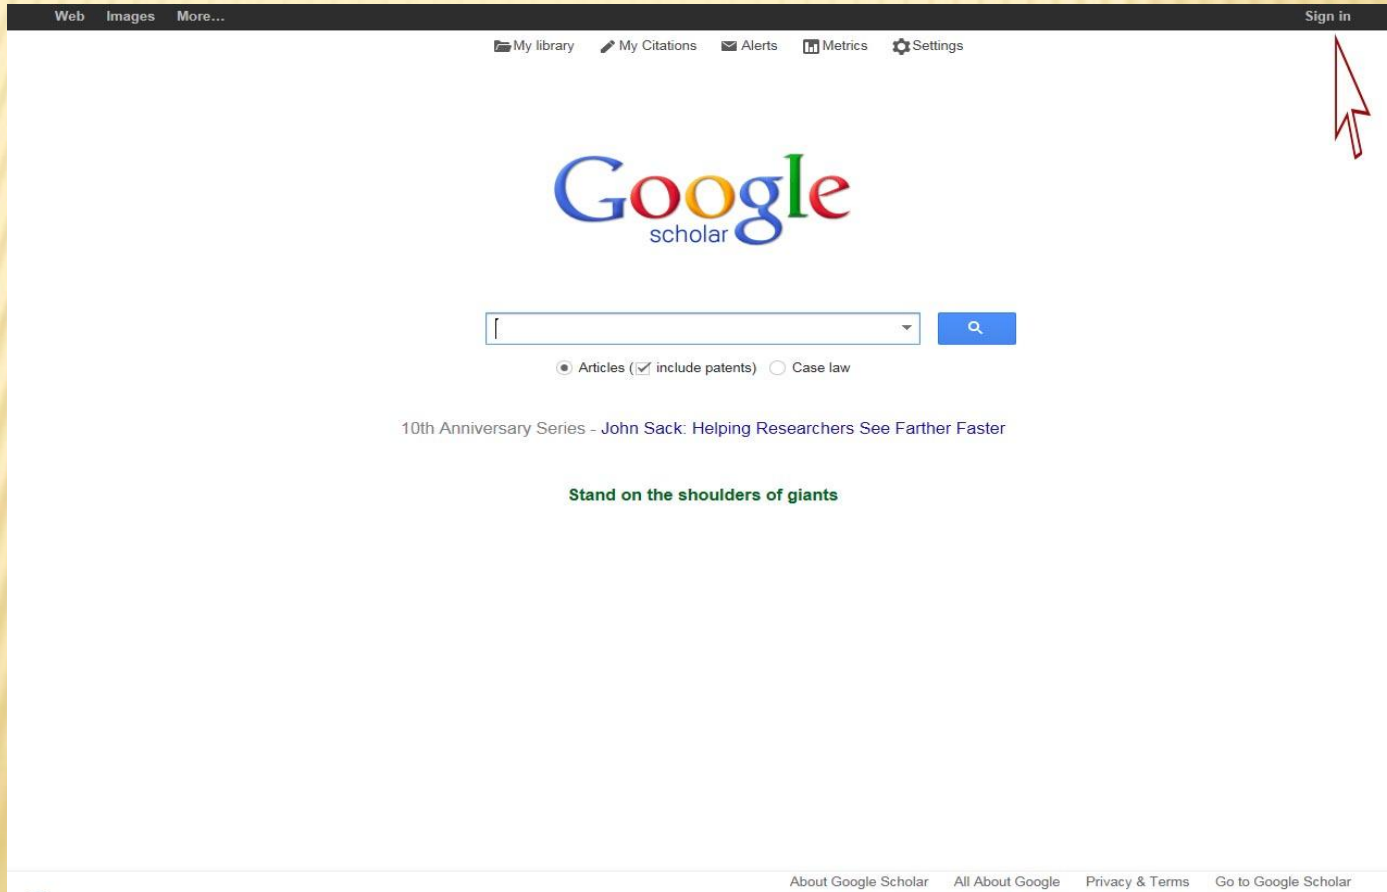 Web Images More... Sign in
My library My Citations Alerts Metrics Settings
Google
scholar
Articles ( include patents) Case law
10th Anniversary Series - John Sack: Helping Researchers See Farther Faster
Stand on the shoulders of giants
About Google Scholar All About Google Privacy & Terms Go to Google Scholar